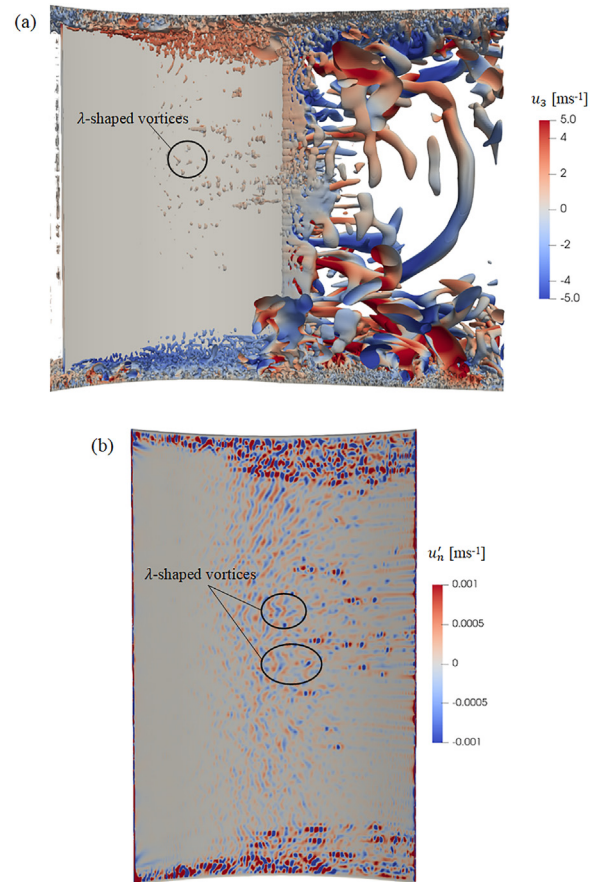 (a)
λ-shaped vortices
u₃ [ms⁻¹]
5.0
4
2
0
-2
-4
-5.0
(b)
λ-shaped vortices
u′ₙ [ms⁻¹]
0.001
0.0005
0
-0.0005
-0.001